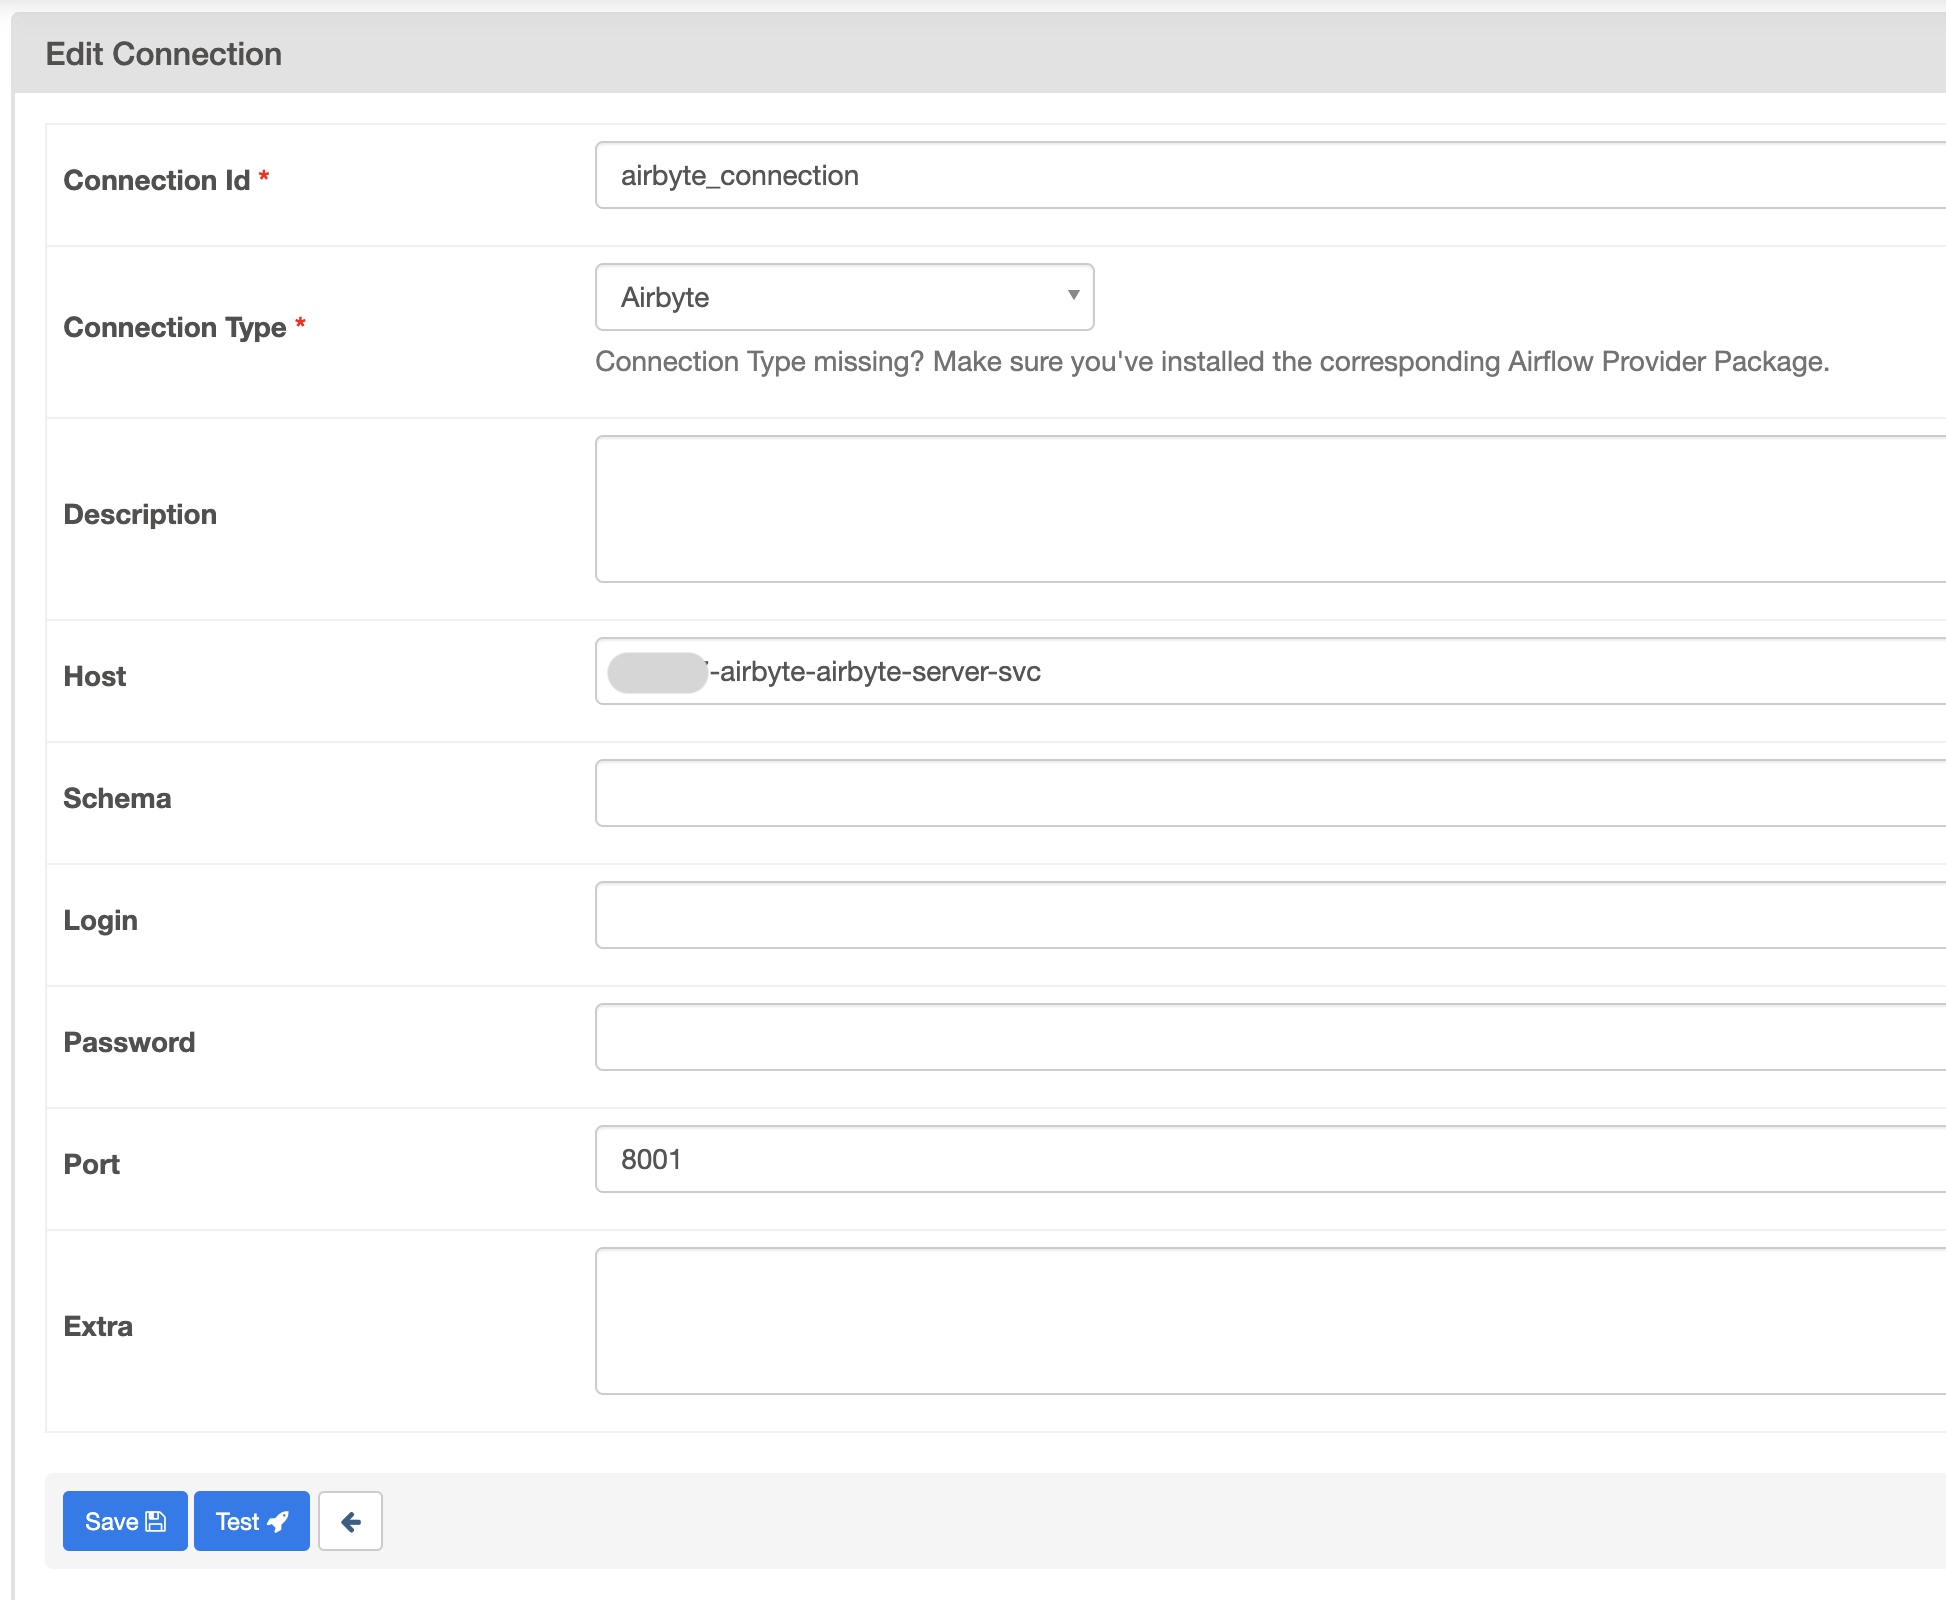 Edit Connection
Connection Id *
airbyte_connection
Connection Type *
Airbyte
Connection Type missing? Make sure you've installed the corresponding Airflow Provider Package.
Description
Host
-airbyte-airbyte-server-svc
Schema
Login
Password
Port
8001
Extra
Save
Test